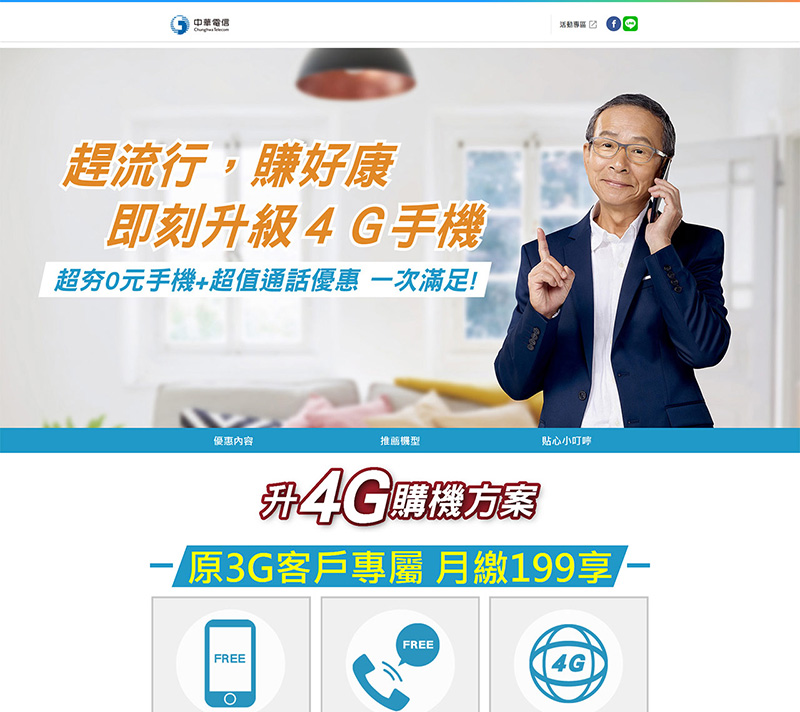 中華電信
Chunghwa Telecom
活動專區
f
LINE
趕流行，賺好康
即刻升級4G手機
超夯0元手機+超值通話優惠 一次滿足!
優惠內容
推薦機型
貼心小叮嚀
升4G購機方案
原3G客戶專屬 月繳199享
FREE
FREE
4G